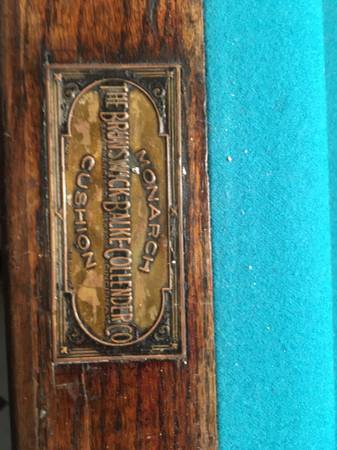 MONARCH
THE BRUNSWICK-BALKE-COLLENDER CO.
CUSHION